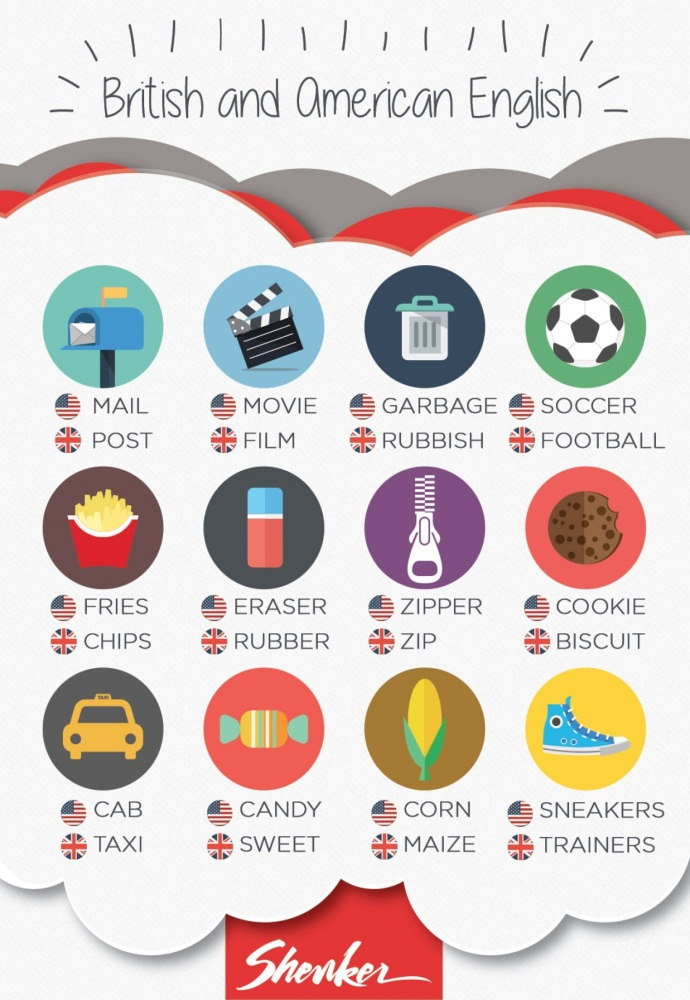 British and American English
MAIL
POST
MOVIE
FILM
GARBAGE
RUBBISH
SOCCER
FOOTBALL
FRIES
CHIPS
ERASER
RUBBER
ZIPPER
ZIP
COOKIE
BISCUIT
TAXI
CAB
TAXI
CANDY
SWEET
CORN
MAIZE
SNEAKERS
TRAINERS
Shenker